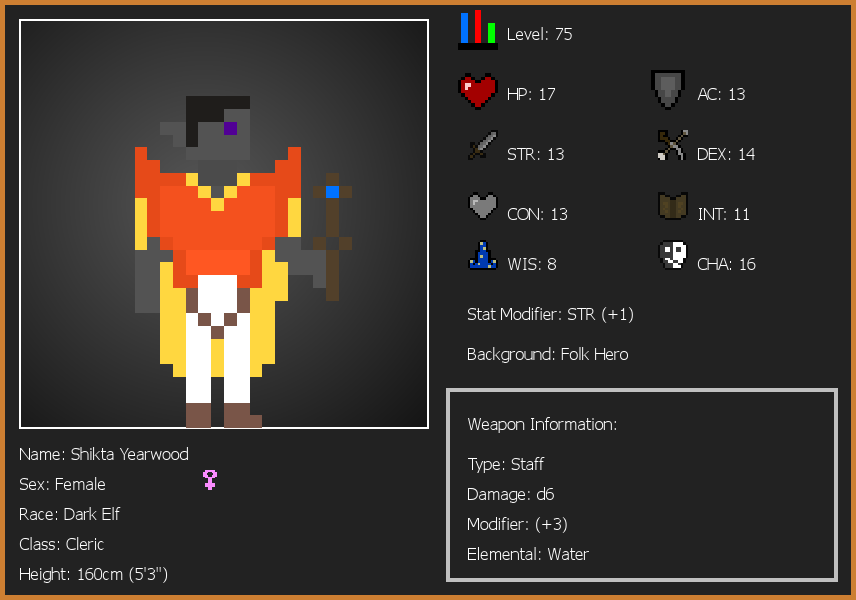 Level: 75
HP: 17
AC: 13
STR: 13
DEX: 14
CON: 13
INT: 11
WIS: 8
CHA: 16
Stat Modifier: STR (+1)
Background: Folk Hero
Weapon Information:
Type: Staff
Damage: d6
Modifier: (+3)
Elemental: Water
Name: Shikta Yearwood
Sex: Female
Race: Dark Elf
Class: Cleric
Height: 160cm (5'3")